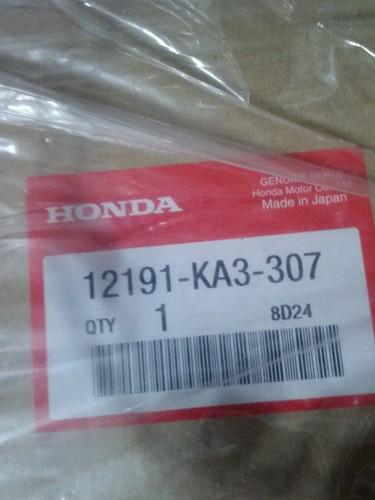 GENUINE PARTS
Honda Motor Co., Ltd.
HONDA
Made in Japan
12191-KA3-307
QTY 1 8D24